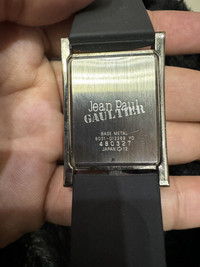 Jean Paul
GAULTIER
BASE METAL
480327
JAPAN